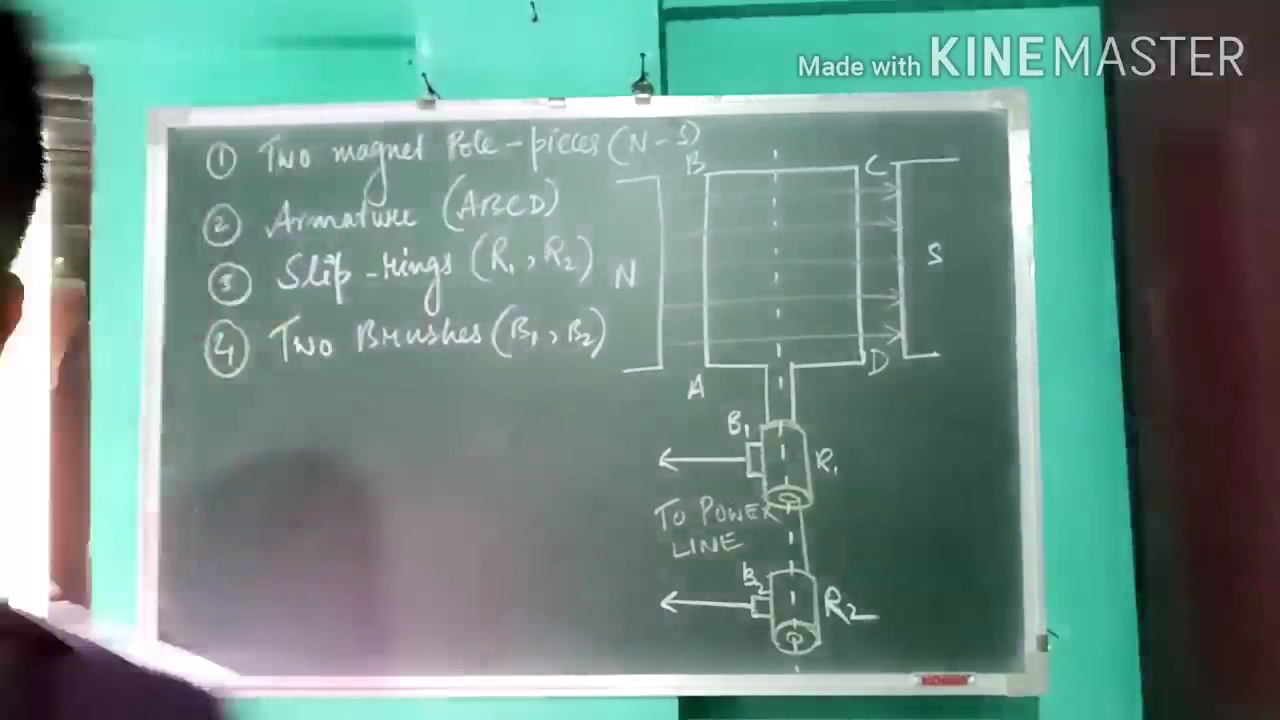 Made with KINEMASTER
① Two magnet Pole-pieces (N-S)
② Armature (ABCD)
③ Slip-rings (R₁, R₂)
④ Two Brushes (B₁, B₂)
B
C
N
S
A
D
B₁
R₁
TO POWER
LINE
B₂
R₂